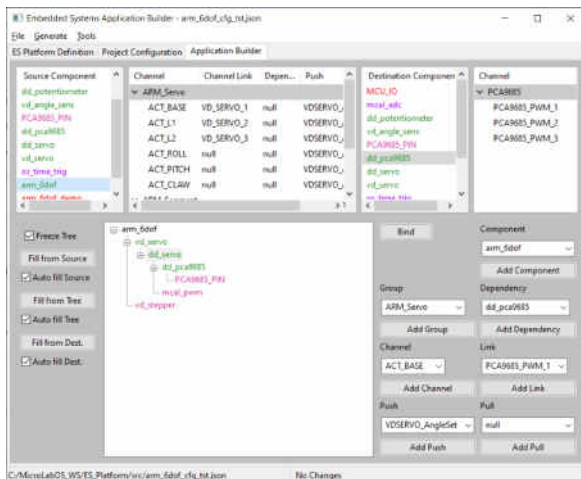 Embedded Systems Application Builder - arm_6dof_cfg_tst.json
File Generate Tools
ES Platform Definition Project Configuration Application Builder
Source Component
dd_potentiometer
vd_angle_sens
PCA9685_PIN
dd_pca9685
dd_servo
vd_servo
os_time_trig
arm_6dof
arm_6dof_demo
Channel Channel Link Depen... Push
ARM_Servo
ACT_BASE VD_SERVO_1 null VDSERVO_
ACT_L1 VD_SERVO_2 null VDSERVO_
ACT_L2 VD_SERVO_3 null VDSERVO_
ACT_ROLL null null VDSERVO_
ACT_PITCH null null VDSERVO_
ACT_CLAW null null VDSERVO_
Destination Componen
MCU_IO
mcal_adc
dd_potentiometer
vd_angle_sens
PCA9685_PIN
dd_pca9685
dd_servo
vd_servo
os_time_trig
Channel
PCA9685
PCA9685_PWM_1
PCA9685_PWM_2
PCA9685_PWM_3
Freeze Tree
Fill from Source
Auto fill Source
Fill from Tree
Auto fill Tree
Fill from Dest.
Auto fill Dest.
arm_6dof
vd_servo
dd_servo
dd_pca9685
PCA9685_PIN
mcal_pwm
vd_stepper
Bind
Component
arm_6dof
Add Component
Group
Dependency
ARM_Servo
dd_pca9685
Add Group
Add Dependency
Channel
Link
ACT_BASE
PCA9685_PWM_1
Add Channel
Add Link
Push
Pull
VDSERVO_AngleSet
null
Add Push
Add Pull
C:/MicroLabOS_WS/ES_Platform/src/arm_6dof_cfg_tst.json No Changes